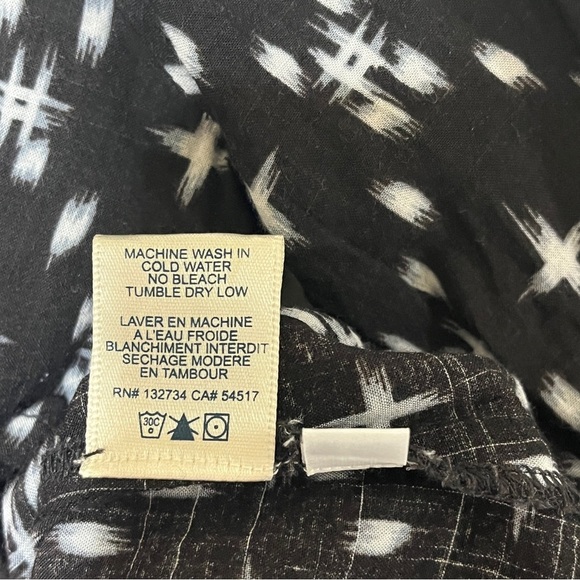 MACHINE WASH IN
COLD WATER
NO BLEACH
TUMBLE DRY LOW
LAVER EN MACHINE
A L'EAU FROIDE
BLANCHIMENT INTERDIT
SECHAGE MODERE
EN TAMBOUR
RN# 132734 CA# 54517
30C